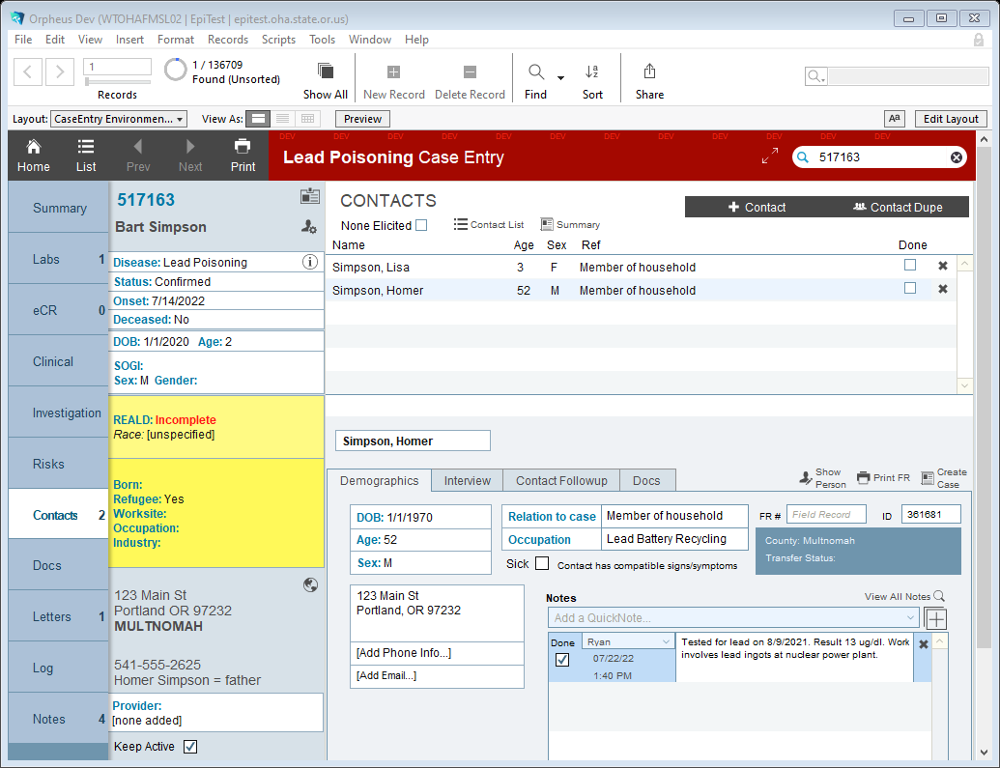 Orpheus Dev (WTOHAFMSL02 | EpiTest | epitest.oha.state.or.us)
File Edit View Insert Format Records Scripts Tools Window Help
1
1 / 136709
Found (Unsorted)
Records
Show All New Record Delete Record Find Sort Share
Layout: CaseEntry Environmen... View As: Preview Aa Edit Layout
DEV DEV DEV DEV DEV DEV DEV DEV DEV DEV DEV DEV
Home List Prev Next Print
Lead Poisoning Case Entry
517163
Summary
Labs 1
eCR 0
Clinical
Investigation
Risks
Contacts 2
Docs
Letters 1
Log
Notes 4
517163
Bart Simpson
Disease: Lead Poisoning
Status: Confirmed
Onset: 7/14/2022
Deceased: No
DOB: 1/1/2020 Age: 2
SOGI:
Sex: M Gender:
REALD: Incomplete
Race: [unspecified]
Born:
Refugee: Yes
Worksite:
Occupation:
Industry:
123 Main St
Portland OR 97232
MULTNOMAH
541-555-2625
Homer Simpson = father
Provider:
[none added]
Keep Active
CONTACTS
Contact Contact Dupe
None Elicited Contact List Summary
Name Age Sex Ref Done
Simpson, Lisa 3 F Member of household
Simpson, Homer 52 M Member of household
Simpson, Homer
Demographics Interview Contact Followup Docs
Show
Person
Print FR
Create
Case
DOB: 1/1/1970
Age: 52
Sex: M
Relation to case Member of household
Occupation Lead Battery Recycling
Sick Contact has compatible signs/symptoms
FR # Field Record ID 361681
County: Multnomah
Transfer Status:
123 Main St
Portland, OR 97232
[Add Phone Info...]
[Add Email...]
Notes View All Notes
Add a QuickNote...
Done Ryan
07/22/22
1:40 PM
Tested for lead on 8/9/2021. Result 13 ug/dl. Work
involves lead ingots at nuclear power plant.